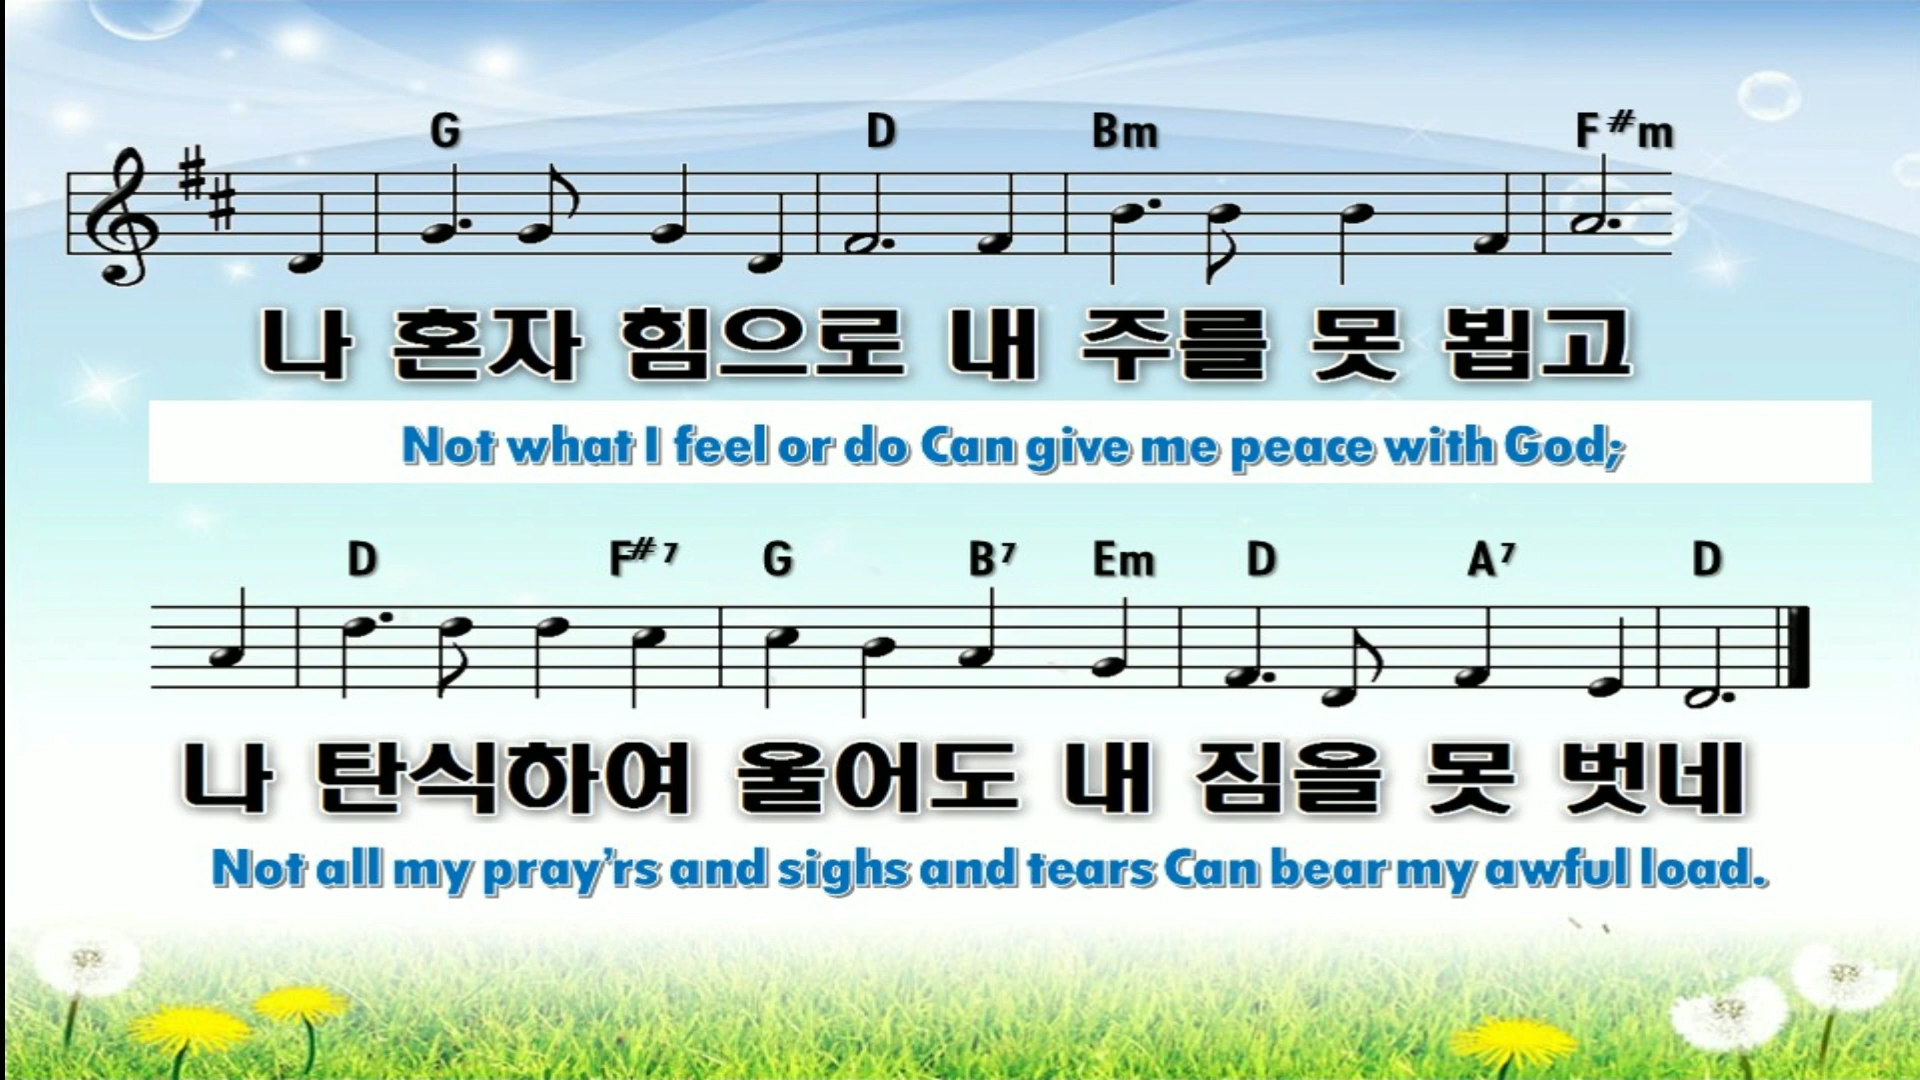 G D Bm F#m
나 혼자 힘으로 내 주를 못 뵙고
Not what I feel or do Can give me peace with God;
D F#7 G B7 Em D A7 D
나 탄식하여 울어도 내 짐을 못 벗네
Not all my pray’rs and sighs and tears Can bear my awful load.